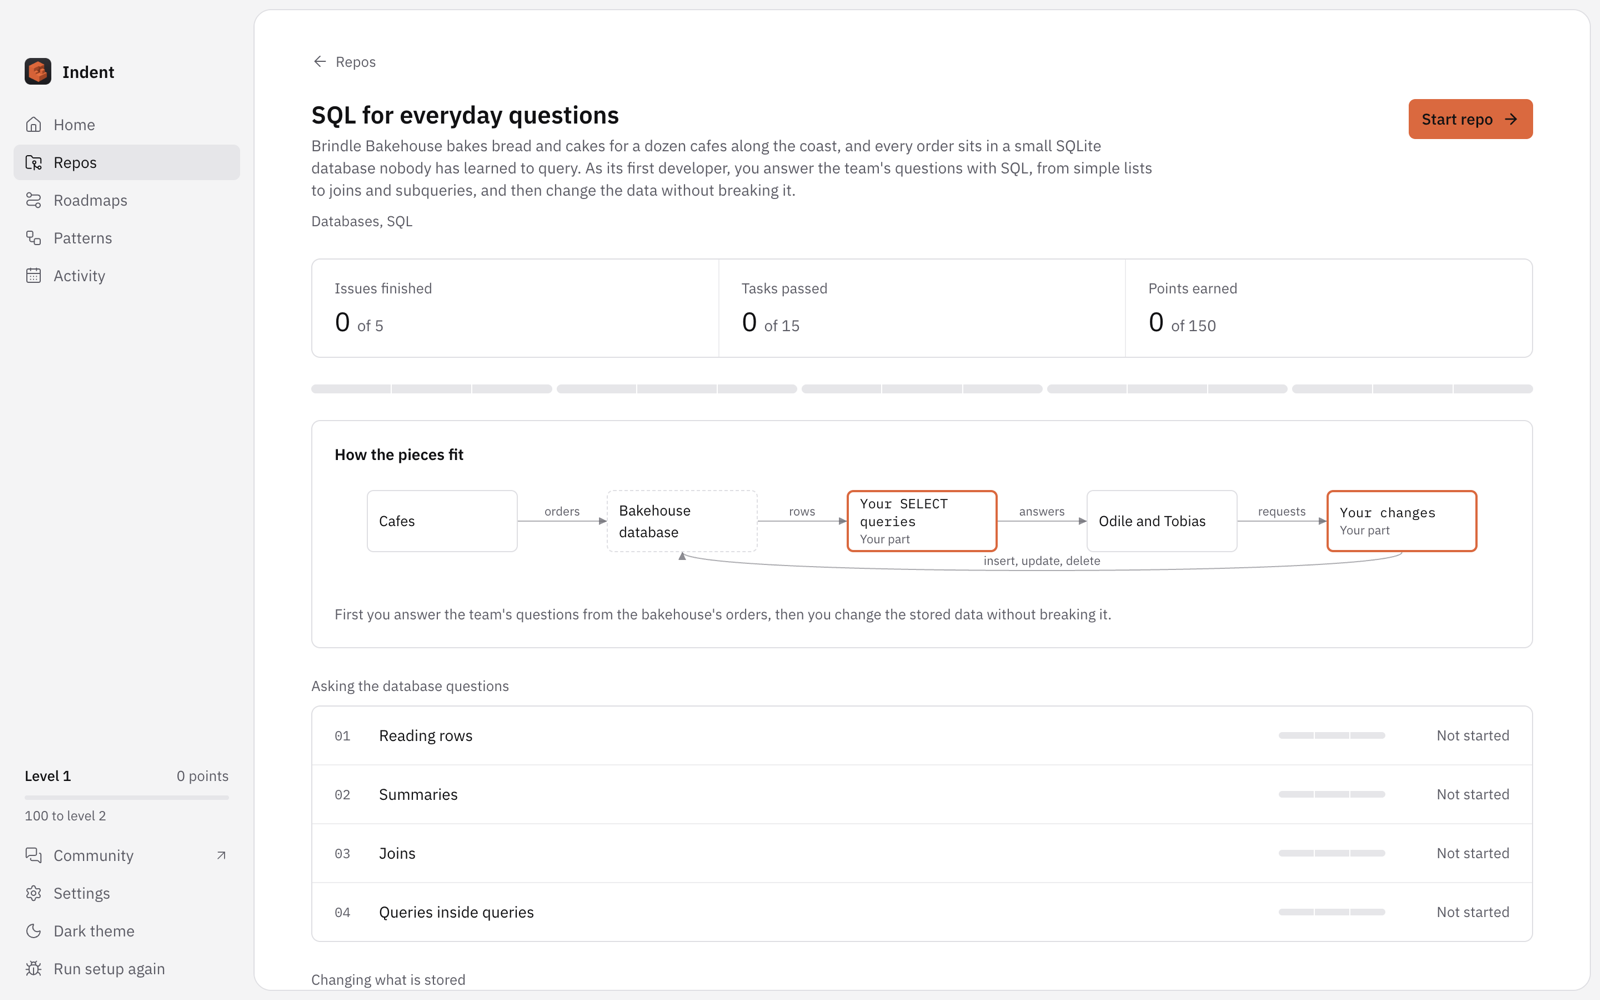 Indent
Home
Repos
Roadmaps
Patterns
Activity
Level 1
0 points
100 to level 2
Community
Settings
Dark theme
Run setup again
Repos
SQL for everyday questions
Start repo
Brindle Bakehouse bakes bread and cakes for a dozen cafes along the coast, and every order sits in a small SQLite
database nobody has learned to query. As its first developer, you answer the team's questions with SQL, from simple lists
to joins and subqueries, and then change the data without breaking it.
Databases, SQL
Issues finished
0 of 5
Tasks passed
0 of 15
Points earned
0 of 150
How the pieces fit
Cafes
orders
Bakehouse
database
rows
Your SELECT
queries
Your part
answers
Odile and Tobias
requests
Your changes
Your part
insert, update, delete
First you answer the team's questions from the bakehouse's orders, then you change the stored data without breaking it.
Asking the database questions
01 Reading rows Not started
02 Summaries Not started
03 Joins Not started
04 Queries inside queries Not started
Changing what is stored